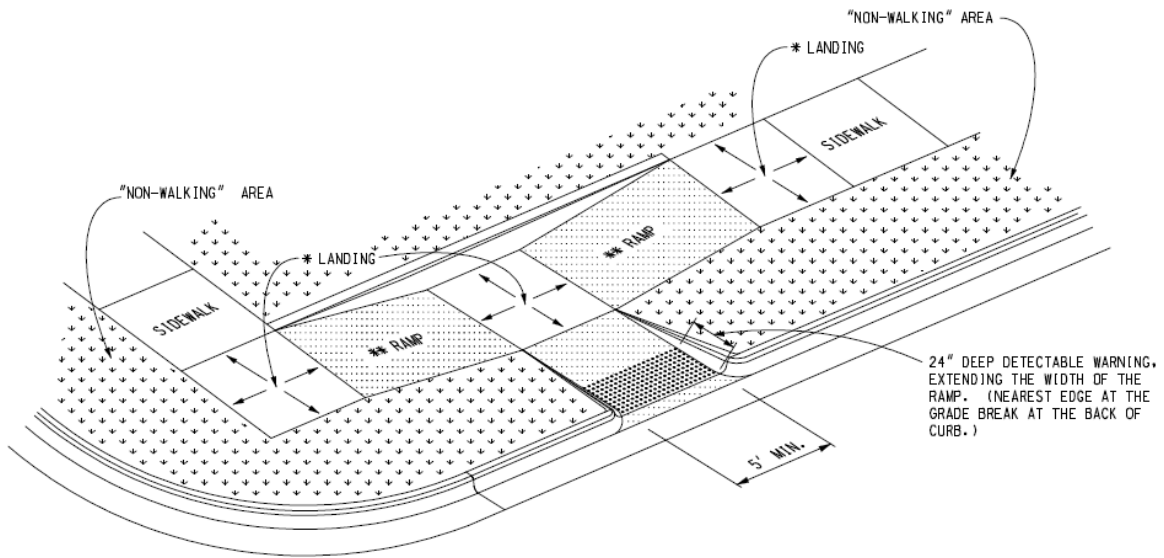 "NON-WALKING" AREA
* LANDING
SIDEWALK
"NON-WALKING" AREA
** RAMP
* LANDING
SIDEWALK
** RAMP
24" DEEP DETECTABLE WARNING,
EXTENDING THE WIDTH OF THE
RAMP. (NEAREST EDGE AT THE
GRADE BREAK AT THE BACK OF
CURB.)
5' MIN.